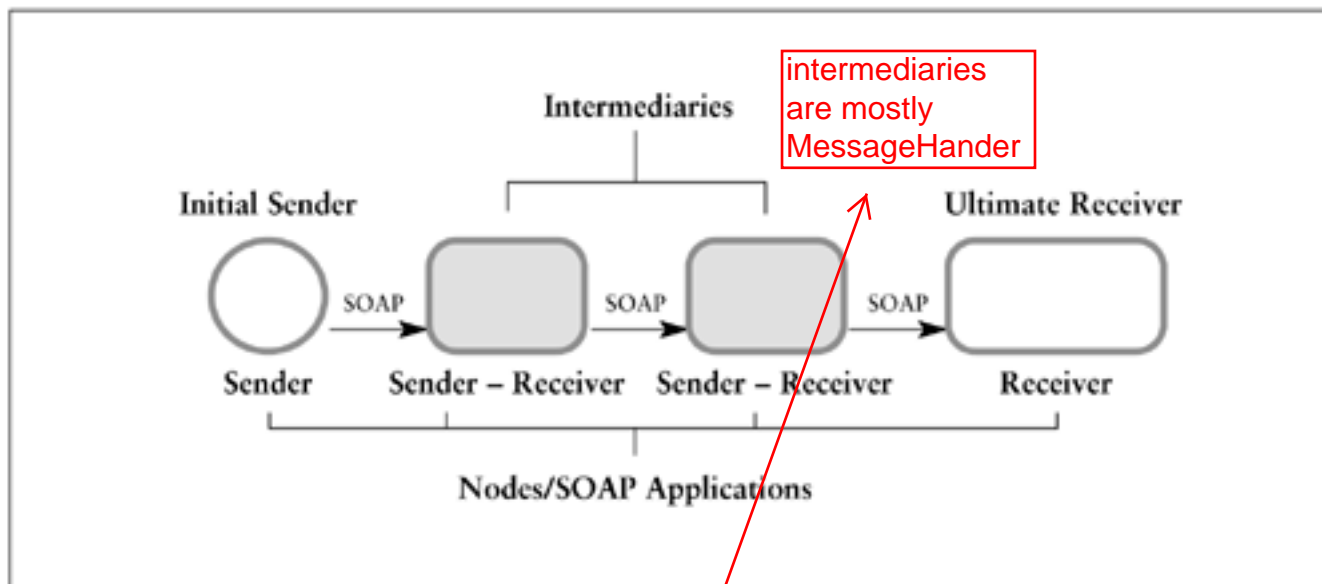 intermediaries
are mostly
MessageHander
Intermediaries
Initial Sender
Ultimate Receiver
SOAP
SOAP
SOAP
Sender
Sender – Receiver
Sender – Receiver
Receiver
Nodes/SOAP Applications